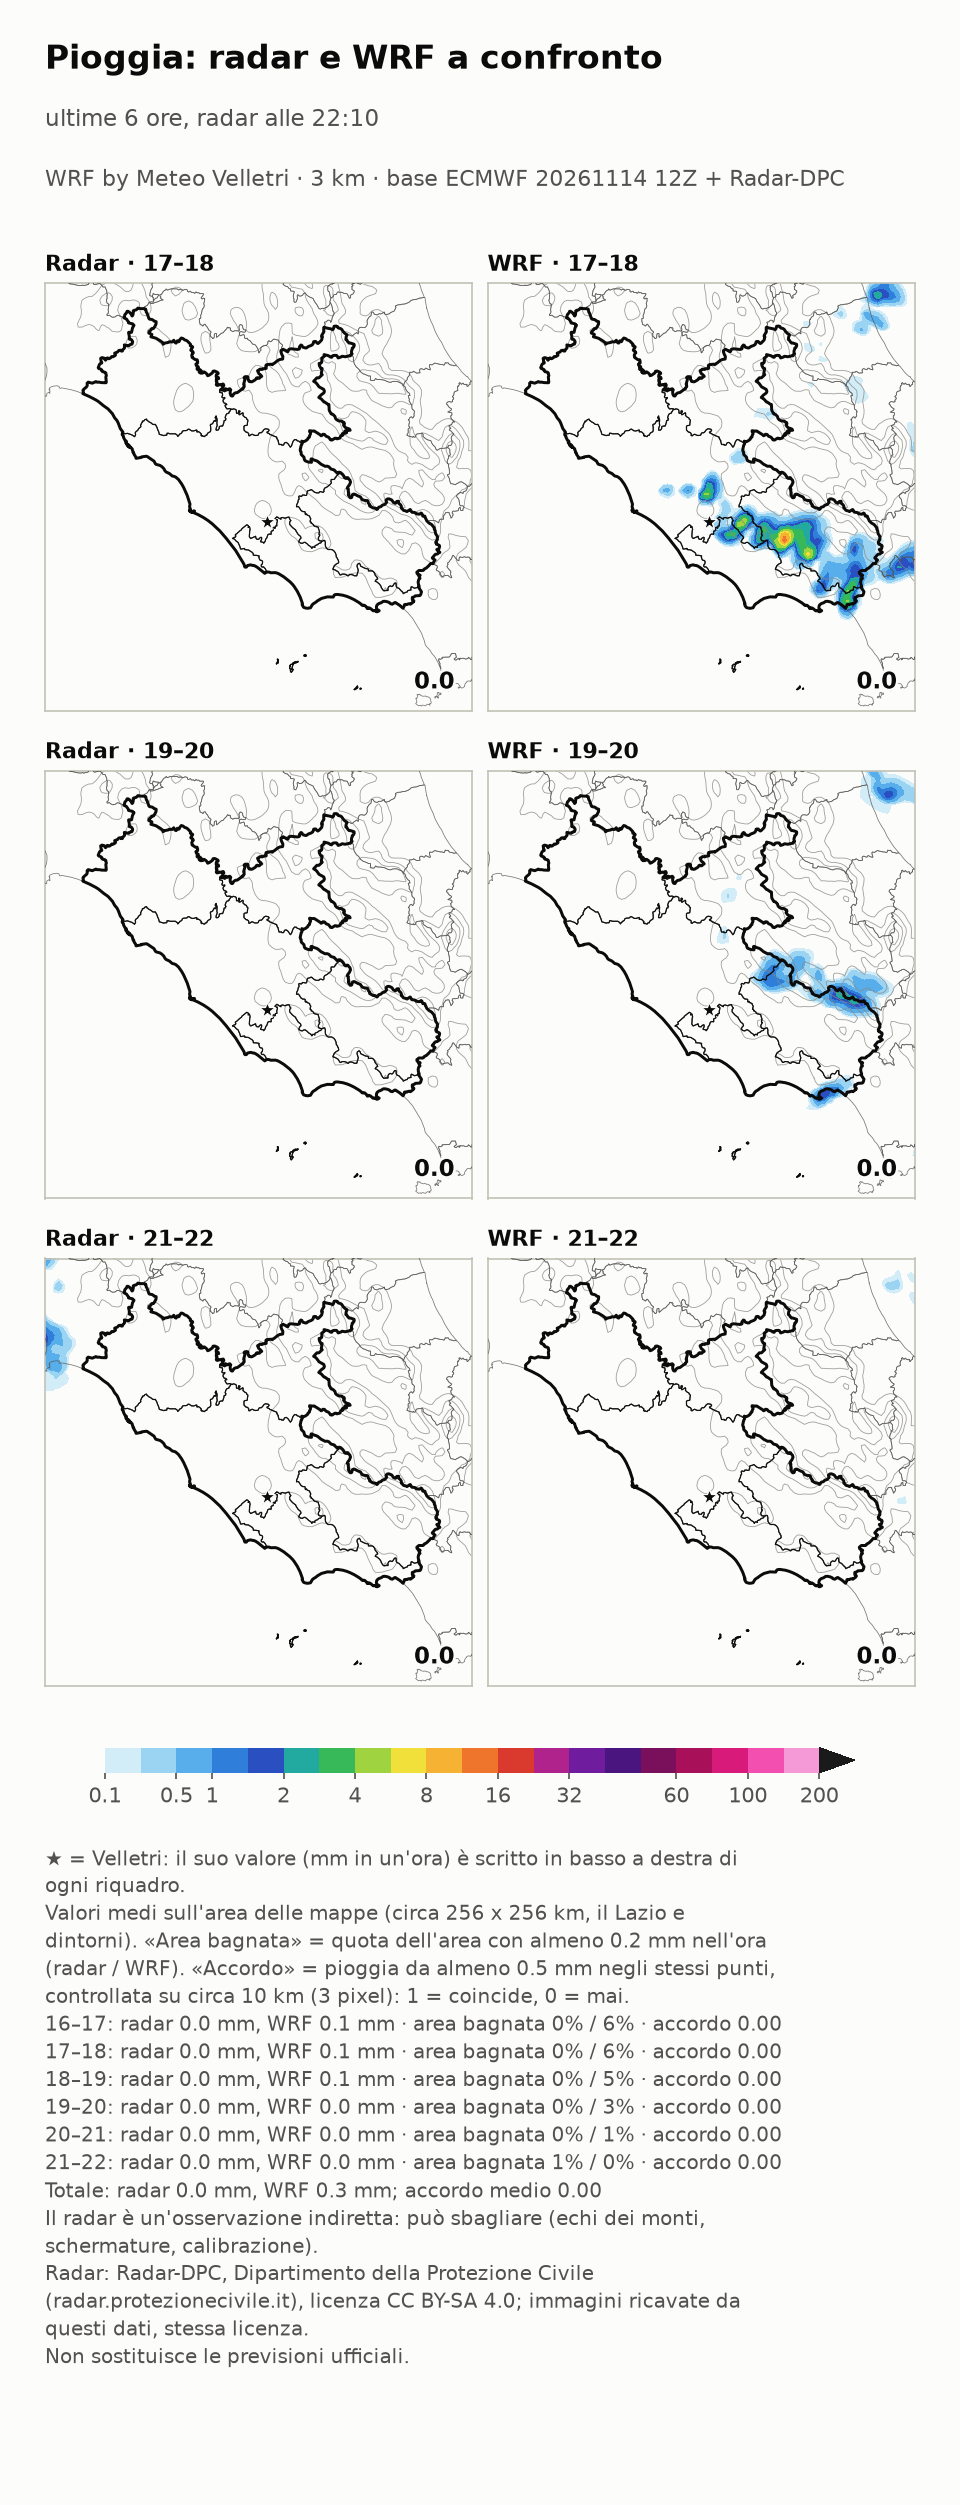 Pioggia: radar e WRF a confronto
ultime 6 ore, radar alle 22:10
WRF by Meteo Velletri · 3 km · base ECMWF 20261114 12Z + Radar-DPC
Radar · 17–18
WRF · 17–18
0.0
0.0
Radar · 19–20
WRF · 19–20
0.0
0.0
Radar · 21–22
WRF · 21–22
0.0
0.0
0.1 0.5 1 2 4 8 16 32 60 100 200
★ = Velletri: il suo valore (mm in un'ora) è scritto in basso a destra di
ogni riquadro.
Valori medi sull'area delle mappe (circa 256 x 256 km, il Lazio e
dintorni). «Area bagnata» = quota dell'area con almeno 0.2 mm nell'ora
(radar / WRF). «Accordo» = pioggia da almeno 0.5 mm negli stessi punti,
controllata su circa 10 km (3 pixel): 1 = coincide, 0 = mai.
16–17: radar 0.0 mm, WRF 0.1 mm · area bagnata 0% / 6% · accordo 0.00
17–18: radar 0.0 mm, WRF 0.1 mm · area bagnata 0% / 6% · accordo 0.00
18–19: radar 0.0 mm, WRF 0.1 mm · area bagnata 0% / 5% · accordo 0.00
19–20: radar 0.0 mm, WRF 0.0 mm · area bagnata 0% / 3% · accordo 0.00
20–21: radar 0.0 mm, WRF 0.0 mm · area bagnata 0% / 1% · accordo 0.00
21–22: radar 0.0 mm, WRF 0.0 mm · area bagnata 1% / 0% · accordo 0.00
Totale: radar 0.0 mm, WRF 0.3 mm; accordo medio 0.00
Il radar è un'osservazione indiretta: può sbagliare (echi dei monti,
schermature, calibrazione).
Radar: Radar-DPC, Dipartimento della Protezione Civile
(radar.protezionecivile.it), licenza CC BY-SA 4.0; immagini ricavate da
questi dati, stessa licenza.
Non sostituisce le previsioni ufficiali.